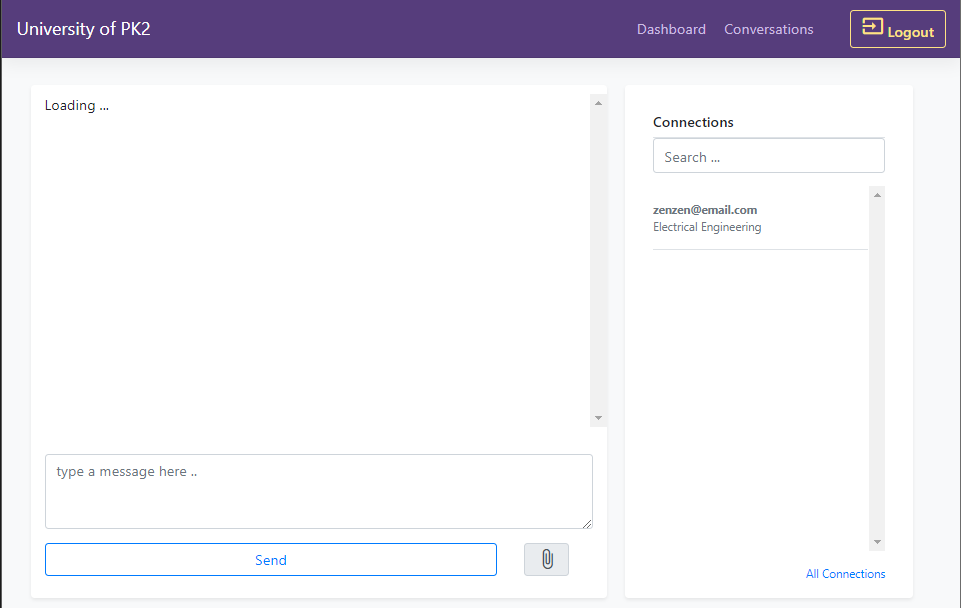 University of PK2
Dashboard
Conversations
Logout
Loading ...
type a message here ..
Send
Connections
Search ...
zenzen@email.com
Electrical Engineering
All Connections